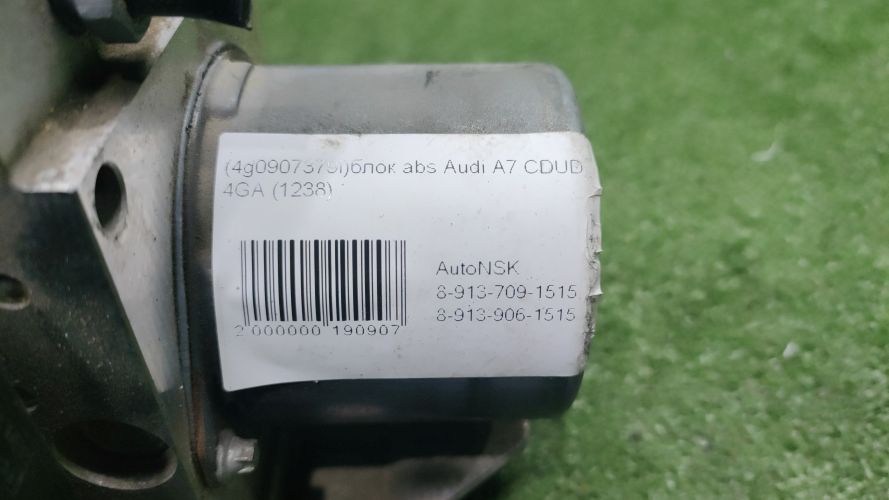 (4g0907379l)блок abs Audi A7 CDUD
4GA (1238)
AutoNSK
8-913-709-1515
8-913-906-1515
2 000000 190907